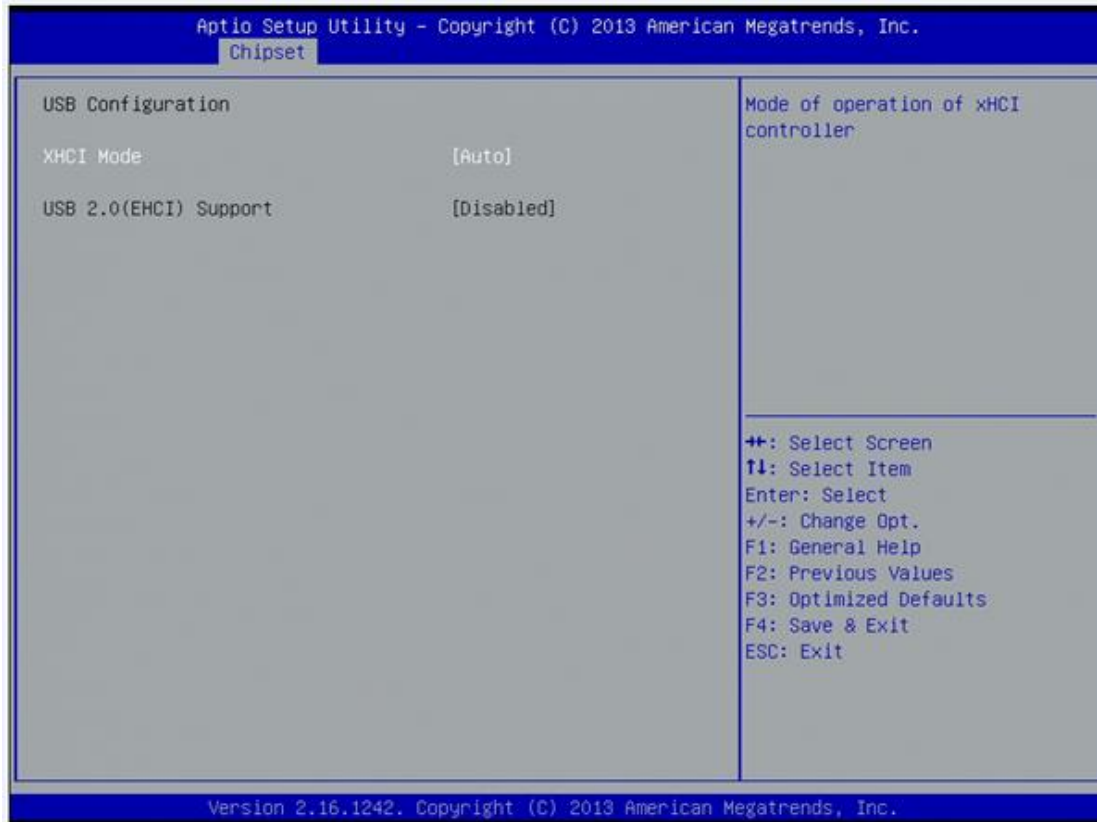 Aptio Setup Utility – Copyright (C) 2013 American Megatrends, Inc.
Chipset
USB Configuration
XHCI Mode [Auto]
USB 2.0(EHCI) Support [Disabled]
Mode of operation of xHCI
controller
→←: Select Screen
↑↓: Select Item
Enter: Select
+/-: Change Opt.
F1: General Help
F2: Previous Values
F3: Optimized Defaults
F4: Save & Exit
ESC: Exit
Version 2.16.1242. Copyright (C) 2013 American Megatrends, Inc.